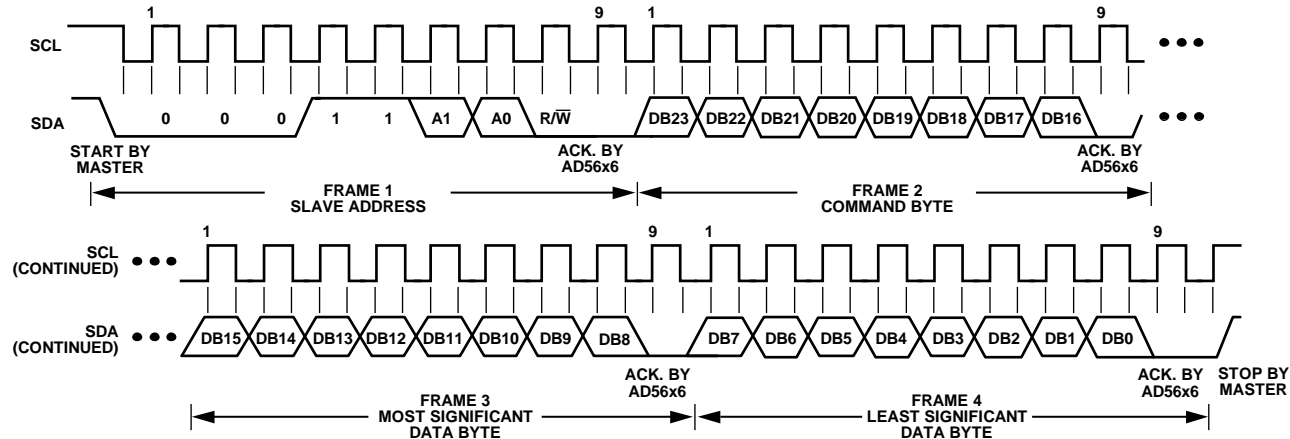 1 9 1 9
SCL
0 0 0 1 1 A1 A0 R/W̅ DB23 DB22 DB21 DB20 DB19 DB18 DB17 DB16
SDA
START BY
MASTER
ACK. BY
AD56x6
ACK. BY
AD56x6
FRAME 1
SLAVE ADDRESS
FRAME 2
COMMAND BYTE
1 9 1 9
SCL
(CONTINUED)
SDA
(CONTINUED)
DB15 DB14 DB13 DB12 DB11 DB10 DB9 DB8 DB7 DB6 DB5 DB4 DB3 DB2 DB1 DB0
ACK. BY
AD56x6
ACK. BY
AD56x6
STOP BY
MASTER
FRAME 3
MOST SIGNIFICANT
DATA BYTE
FRAME 4
LEAST SIGNIFICANT
DATA BYTE